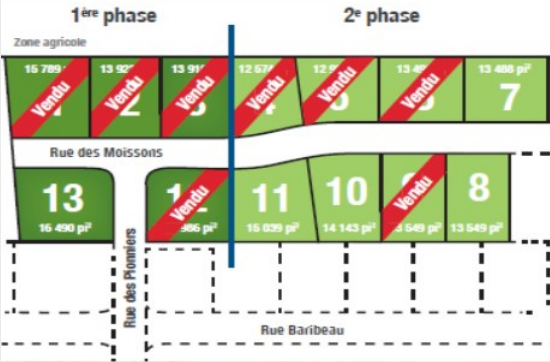 1ère phase
2e phase
Zone agricole
15 789
Vendu
Vendu
Vendu
12 574
Vendu
Vendu
Vendu
13 488 pi²
7
Rue des Moissons
13
16 490 pi²
Vendu
11
15 039 pi²
10
14 143 pi²
Vendu
8
13 549 pi²
Rue des Pionniers
Rue Baribeau